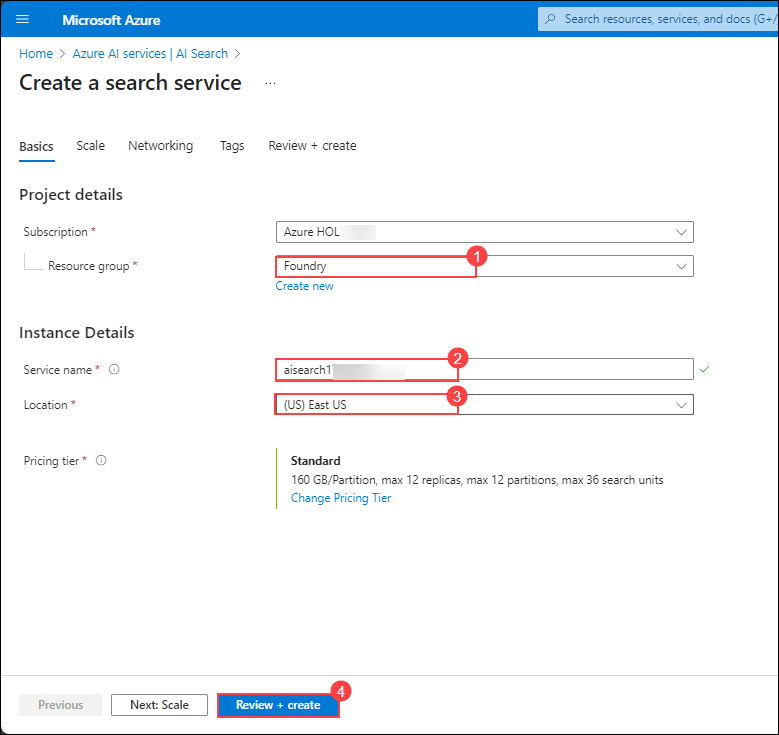 Microsoft Azure
Search resources, services, and docs (G+/
Home > Azure AI services | AI Search >
Create a search service ...
Basics Scale Networking Tags Review + create
Project details
Subscription * Azure HOL
Resource group * Foundry 1
Create new
Instance Details
Service name * aisearch1 2
Location * (US) East US 3
Pricing tier * Standard
160 GB/Partition, max 12 replicas, max 12 partitions, max 36 search units
Change Pricing Tier
Previous Next: Scale Review + create 4